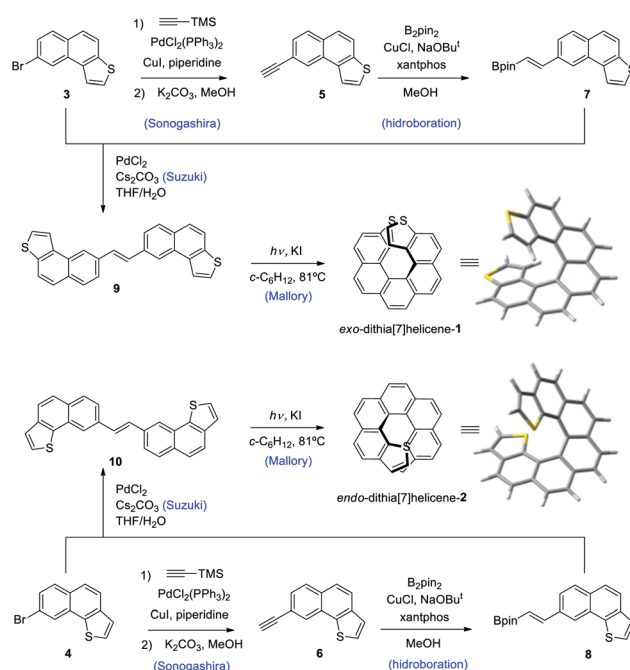 1) ≡—TMS
PdCl2(PPh3)2
CuI, piperidine
2) K2CO3, MeOH
(Sonogashira)
B2pin2
CuCl, NaOBu^t
xantphos
MeOH
(hidroboration)
Br
S
3
S
5
Bpin
S
7
PdCl2
Cs2CO3 (Suzuki)
THF/H2O
S
S
9
hν, KI
c-C6H12, 81ºC
(Mallory)
S S
exo-dithia[7]helicene-1
≡
S
S
10
hν, KI
c-C6H12, 81ºC
(Mallory)
S
endo-dithia[7]helicene-2
≡
PdCl2
Cs2CO3 (Suzuki)
THF/H2O
Br
S
4
1) ≡—TMS
PdCl2(PPh3)2
CuI, piperidine
2) K2CO3, MeOH
(Sonogashira)
S
6
B2pin2
CuCl, NaOBu^t
xantphos
MeOH
(hidroboration)
Bpin
S
8